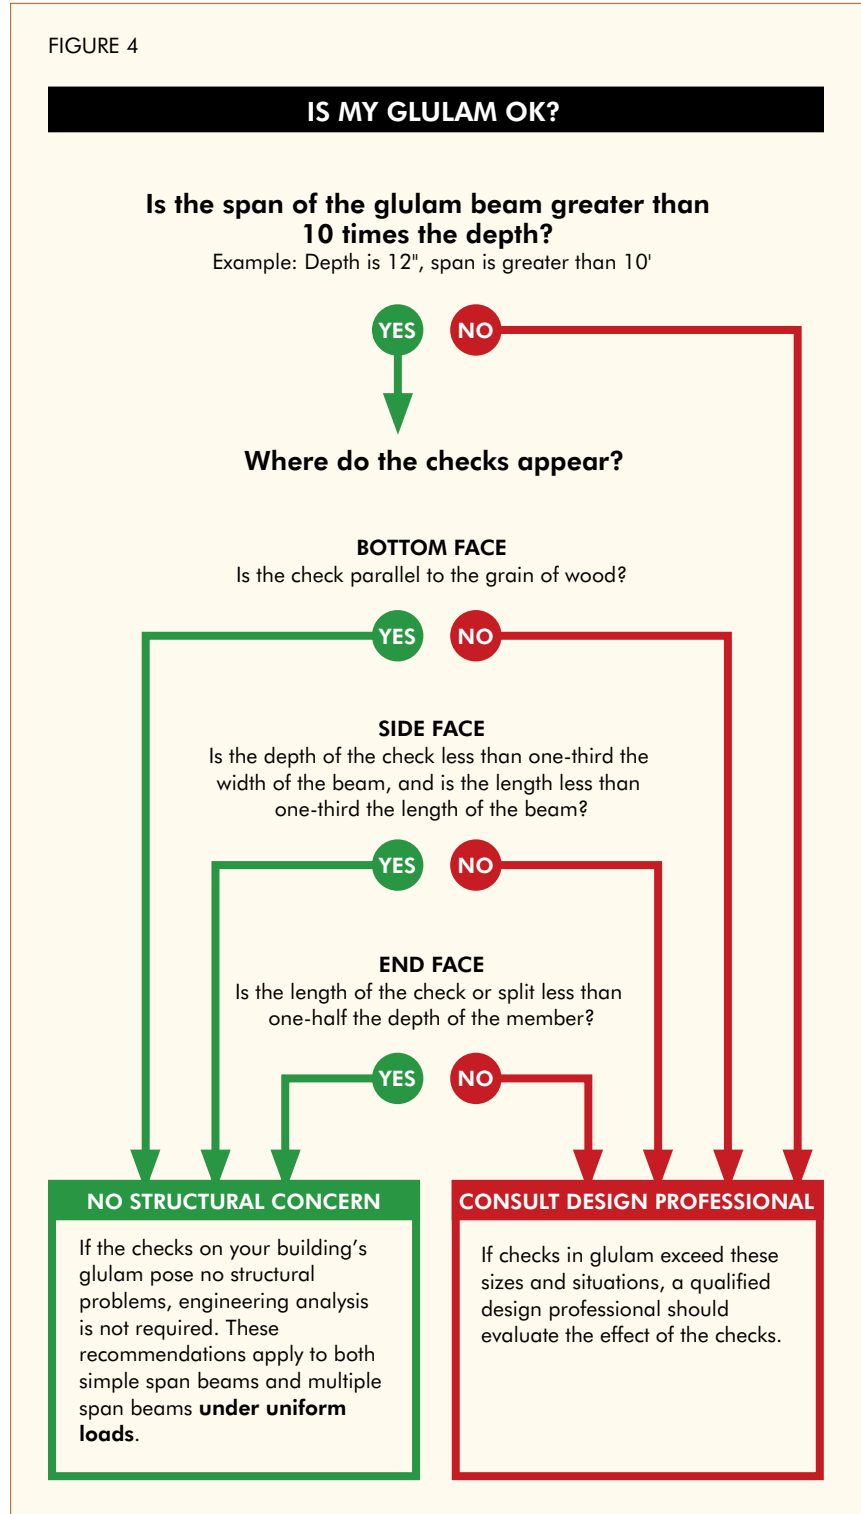 FIGURE 4
IS MY GLULAM OK?
Is the span of the glulam beam greater than
10 times the depth?
Example: Depth is 12", span is greater than 10'
YES NO
Where do the checks appear?
BOTTOM FACE
Is the check parallel to the grain of wood?
YES NO
SIDE FACE
Is the depth of the check less than one-third the
width of the beam, and is the length less than
one-third the length of the beam?
YES NO
END FACE
Is the length of the check or split less than
one-half the depth of the member?
YES NO
NO STRUCTURAL CONCERN
If the checks on your building’s
glulam pose no structural
problems, engineering analysis
is not required. These
recommendations apply to both
simple span beams and multiple
span beams under uniform
loads.
CONSULT DESIGN PROFESSIONAL
If checks in glulam exceed these
sizes and situations, a qualified
design professional should
evaluate the effect of the checks.